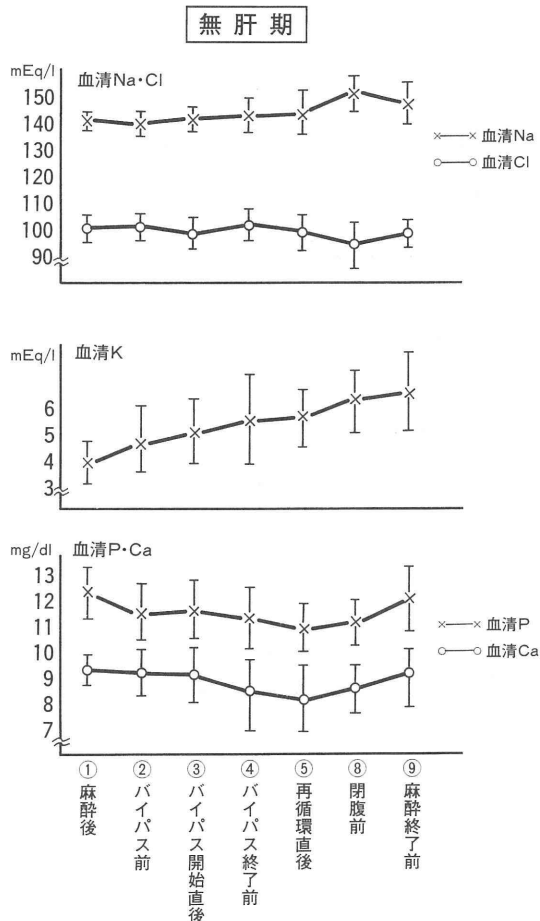 無肝期
mEq/l
血清Na・Cl
150
140
130
120
110
100
90
×—× 血清Na
○—○ 血清Cl
mEq/l
血清K
6
5
4
3
mg/dl
血清P・Ca
13
12
11
10
9
8
7
×—× 血清P
○—○ 血清Ca
① 麻酔後
② バイパス前
③ バイパス開始直後
④ バイパス終了前
⑤ 再循環直後
⑧ 閉腹前
⑨ 麻酔終了前